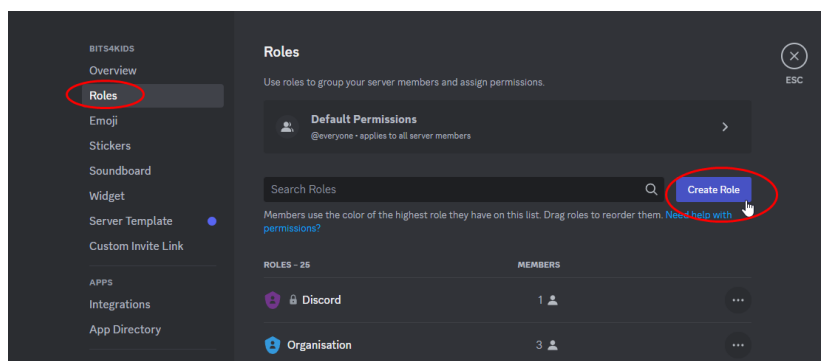 BITS4KIDS
Overview
Roles
Emoji
Stickers
Soundboard
Widget
Server Template
Custom Invite Link
APPS
Integrations
App Directory
Roles
Use roles to group your server members and assign permissions.
Default Permissions
@everyone • applies to all server members
Search Roles
Create Role
Members use the color of the highest role they have on this list. Drag roles to reorder them. Need help with
permissions?
ROLES – 25 MEMBERS
Discord 1
Organisation 3
ESC